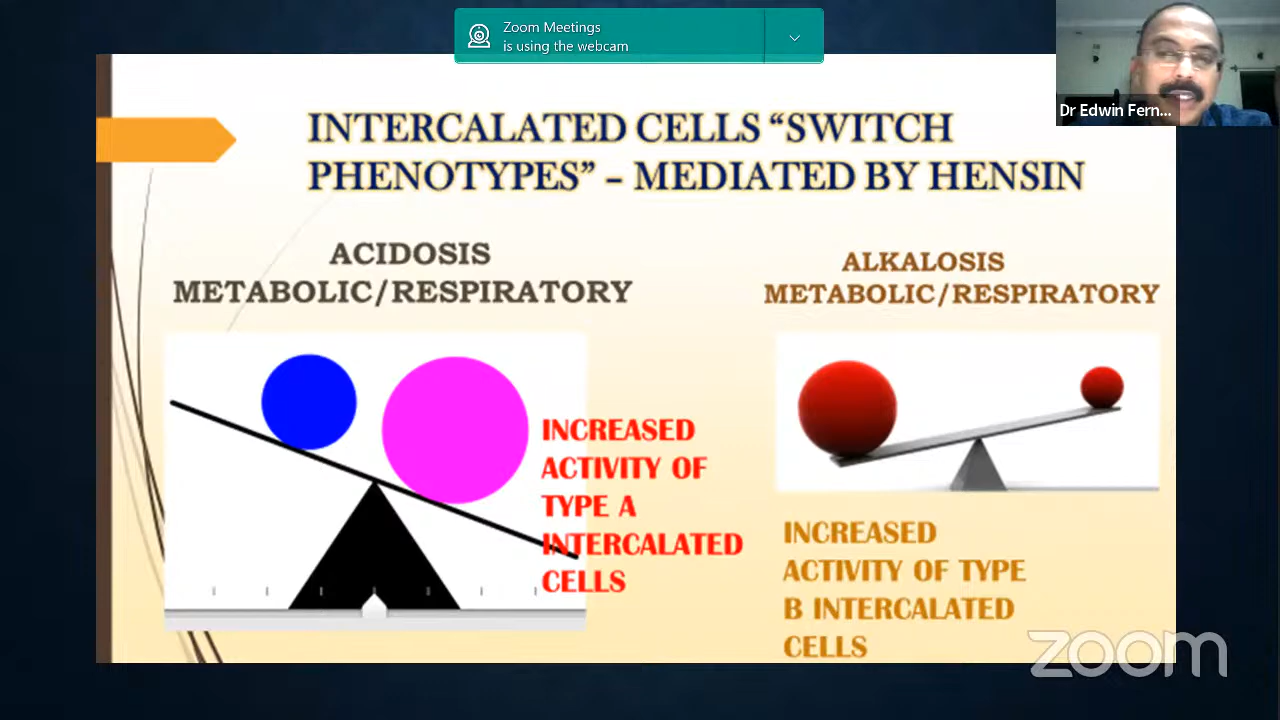 Zoom Meetings
is using the webcam
Dr Edwin Fern...
INTERCALATED CELLS “SWITCH
PHENOTYPES” – MEDIATED BY HENSIN
ACIDOSIS
METABOLIC/RESPIRATORY
INCREASED
ACTIVITY OF
TYPE A
INTERCALATED
CELLS
ALKALOSIS
METABOLIC/RESPIRATORY
INCREASED
ACTIVITY OF TYPE
B INTERCALATED
CELLS
zoom